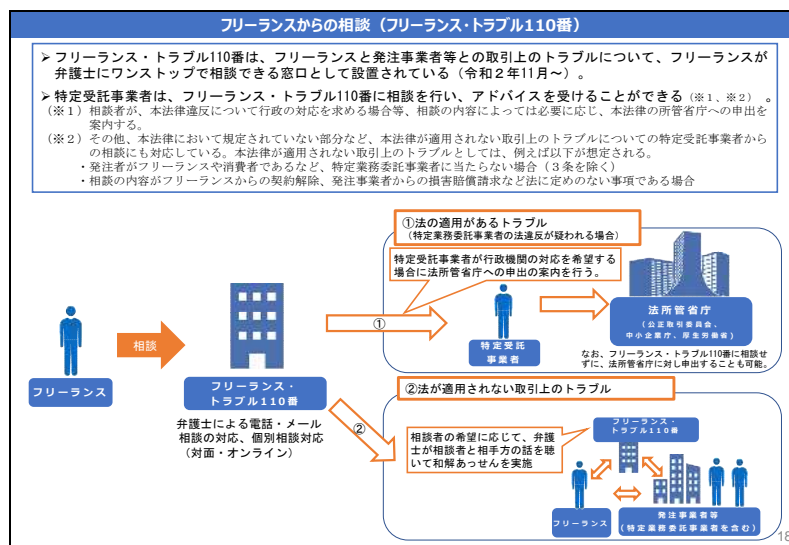 フリーランスからの相談（フリーランス・トラブル110番）
➢ フリーランス・トラブル110番は、フリーランスと発注事業者等との取引上のトラブルについて、フリーランスが
弁護士にワンストップで相談できる窓口として設置されている（令和２年11月～）。
➢ 特定受託事業者は、フリーランス・トラブル110番に相談を行い、アドバイスを受けることができる（※１、※２）。
（※１）相談者が、本法律違反について行政の対応を求める場合等、相談の内容によっては必要に応じ、本法律の所管省庁への申出を
案内する。
（※２）その他、本法律において規定されていない部分など、本法律が適用されない取引上のトラブルについての特定受託事業者から
の相談にも対応している。本法律が適用されない取引上のトラブルとしては、例えば以下が想定される。
・発注者がフリーランスや消費者であるなど、特定業務委託事業者に当たらない場合（３条を除く）
・相談の内容がフリーランスからの契約解除、発注事業者からの損害賠償請求など法に定めのない事項である場合
①法の適用があるトラブル
（特定業務委託事業者の法違反が疑われる場合）
特定受託事業者が行政機関の対応を希望する
場合に法所管省庁への申出の案内を行う。
①
特定受託
事業者
法所管省庁
（公正取引委員会、
中小企業庁、厚生労働省）
なお、フリーランス・トラブル110番に相談せ
ずに、法所管省庁に対し申出することも可能。
フリーランス
相談
フリーランス・
トラブル110番
弁護士による電話・メール
相談の対応、個別相談対応
（対面・オンライン）
②
②法が適用されない取引上のトラブル
相談者の希望に応じて、弁護
士が相談者と相手方の話を聴
いて和解あっせんを実施
フリーランス・
トラブル110番
フリーランス
発注事業者等
（特定業務委託事業者を含む）
18